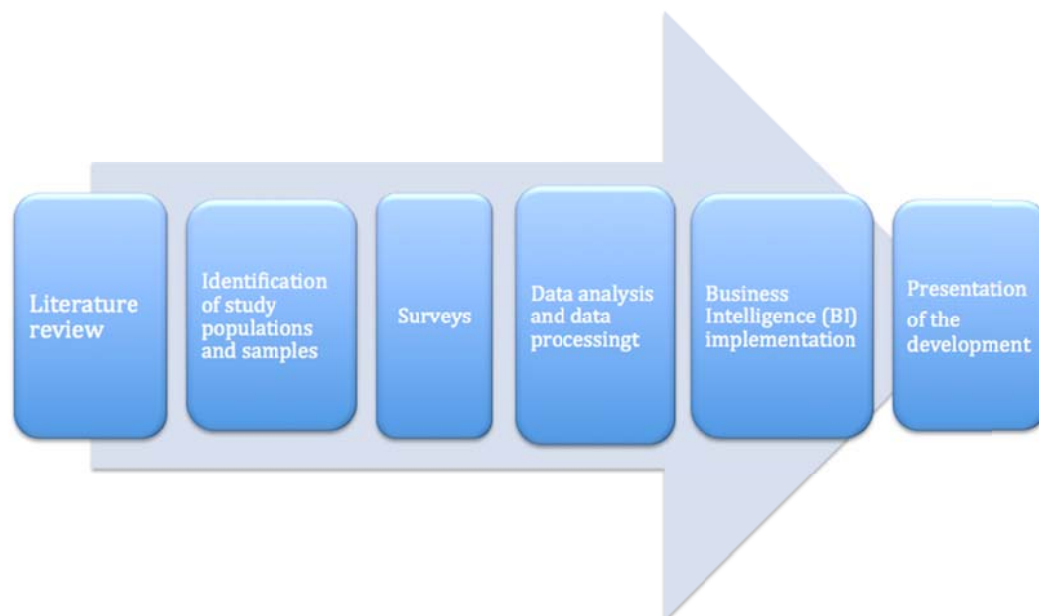 Literature
review
Identification
of study
populations
and samples
Surveys
Data analysis
and data
processingt
Business
Intelligence (BI)
implementation
Presentation
of the
development